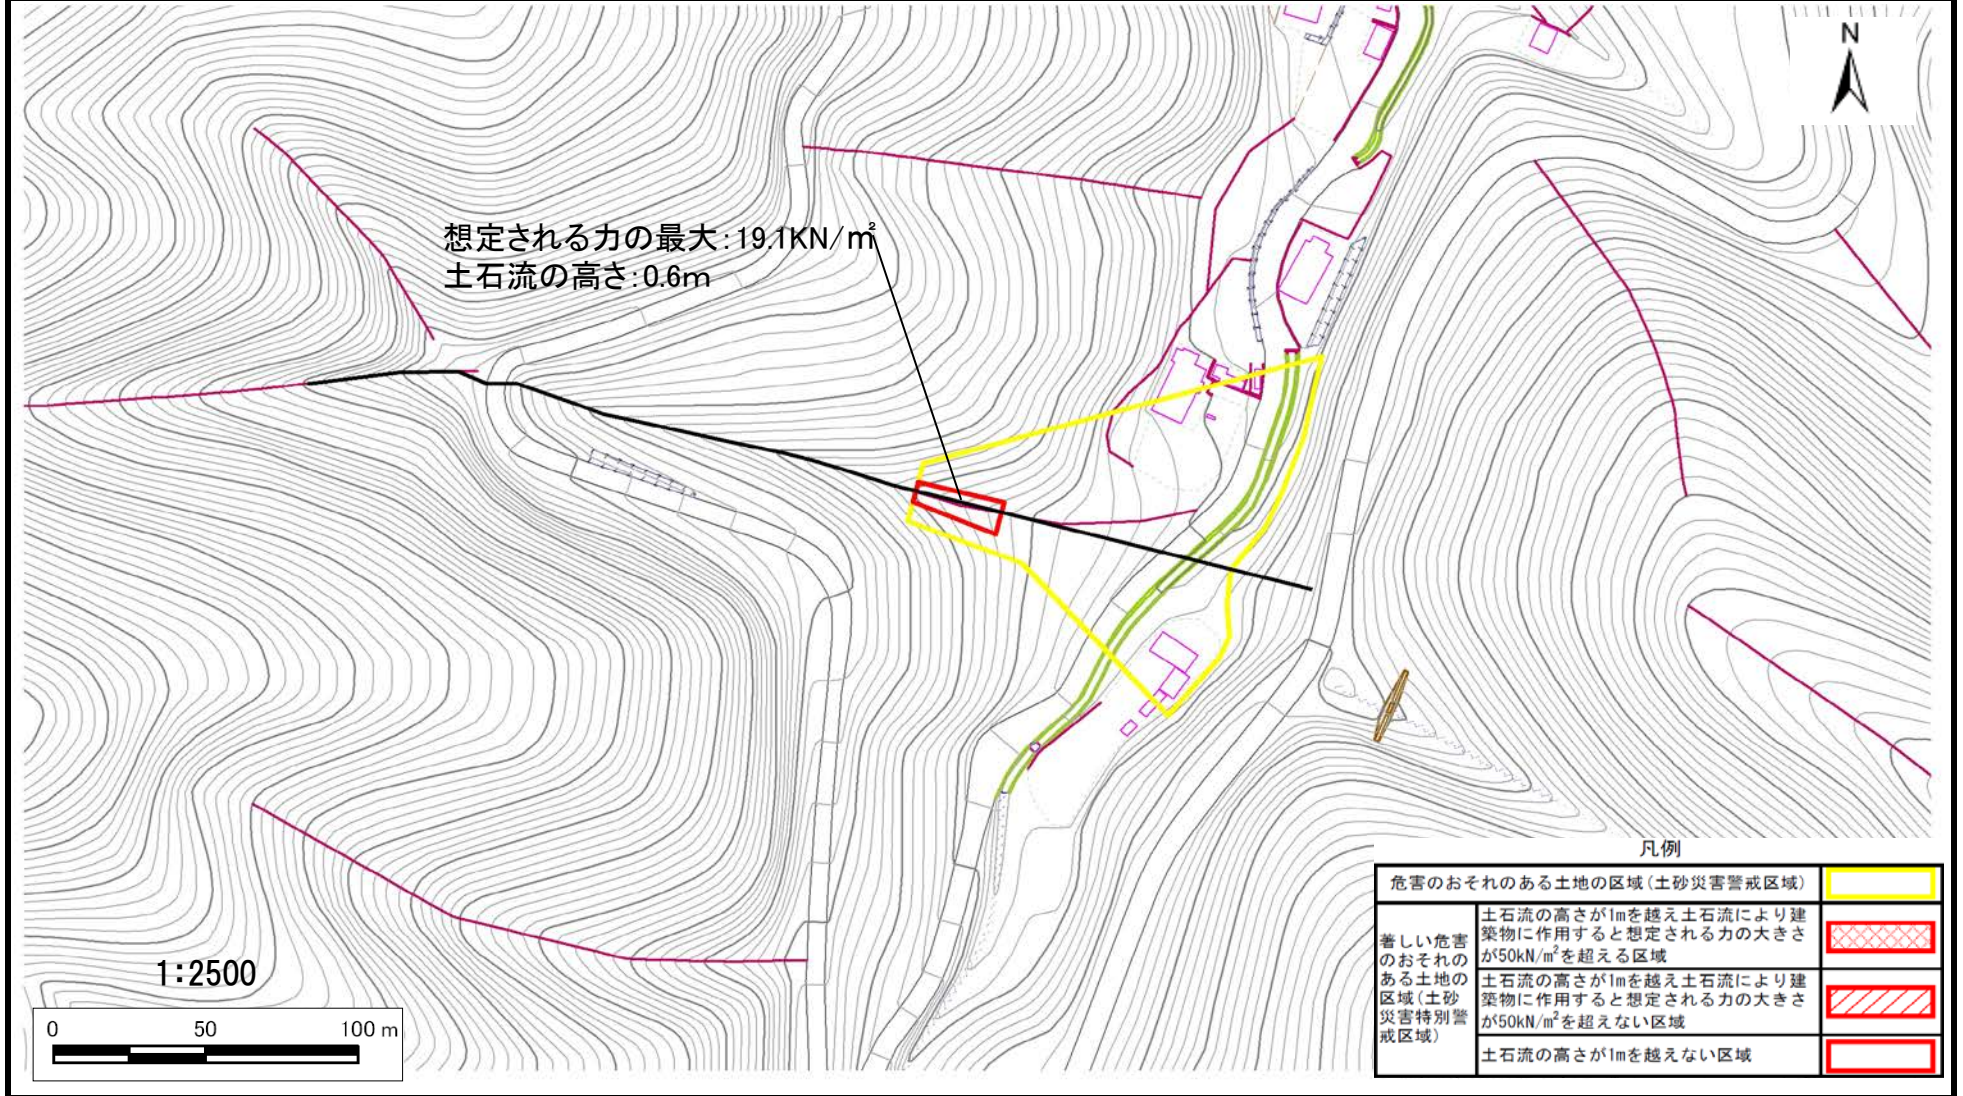 N
想定される力の最大:19.1KN/㎡
土石流の高さ:0.6m
1:2500
0 50 100 m
凡例
危害のおそれのある土地の区域(土砂災害警戒区域)
著しい危害
のおそれの
ある土地の
区域(土砂
災害特別警
戒区域)
土石流の高さが1mを越え土石流により建
築物に作用すると想定される力の大きさ
が50kN/㎡を超える区域
土石流の高さが1mを越え土石流により建
築物に作用すると想定される力の大きさ
が50kN/㎡を超えない区域
土石流の高さが1mを越えない区域